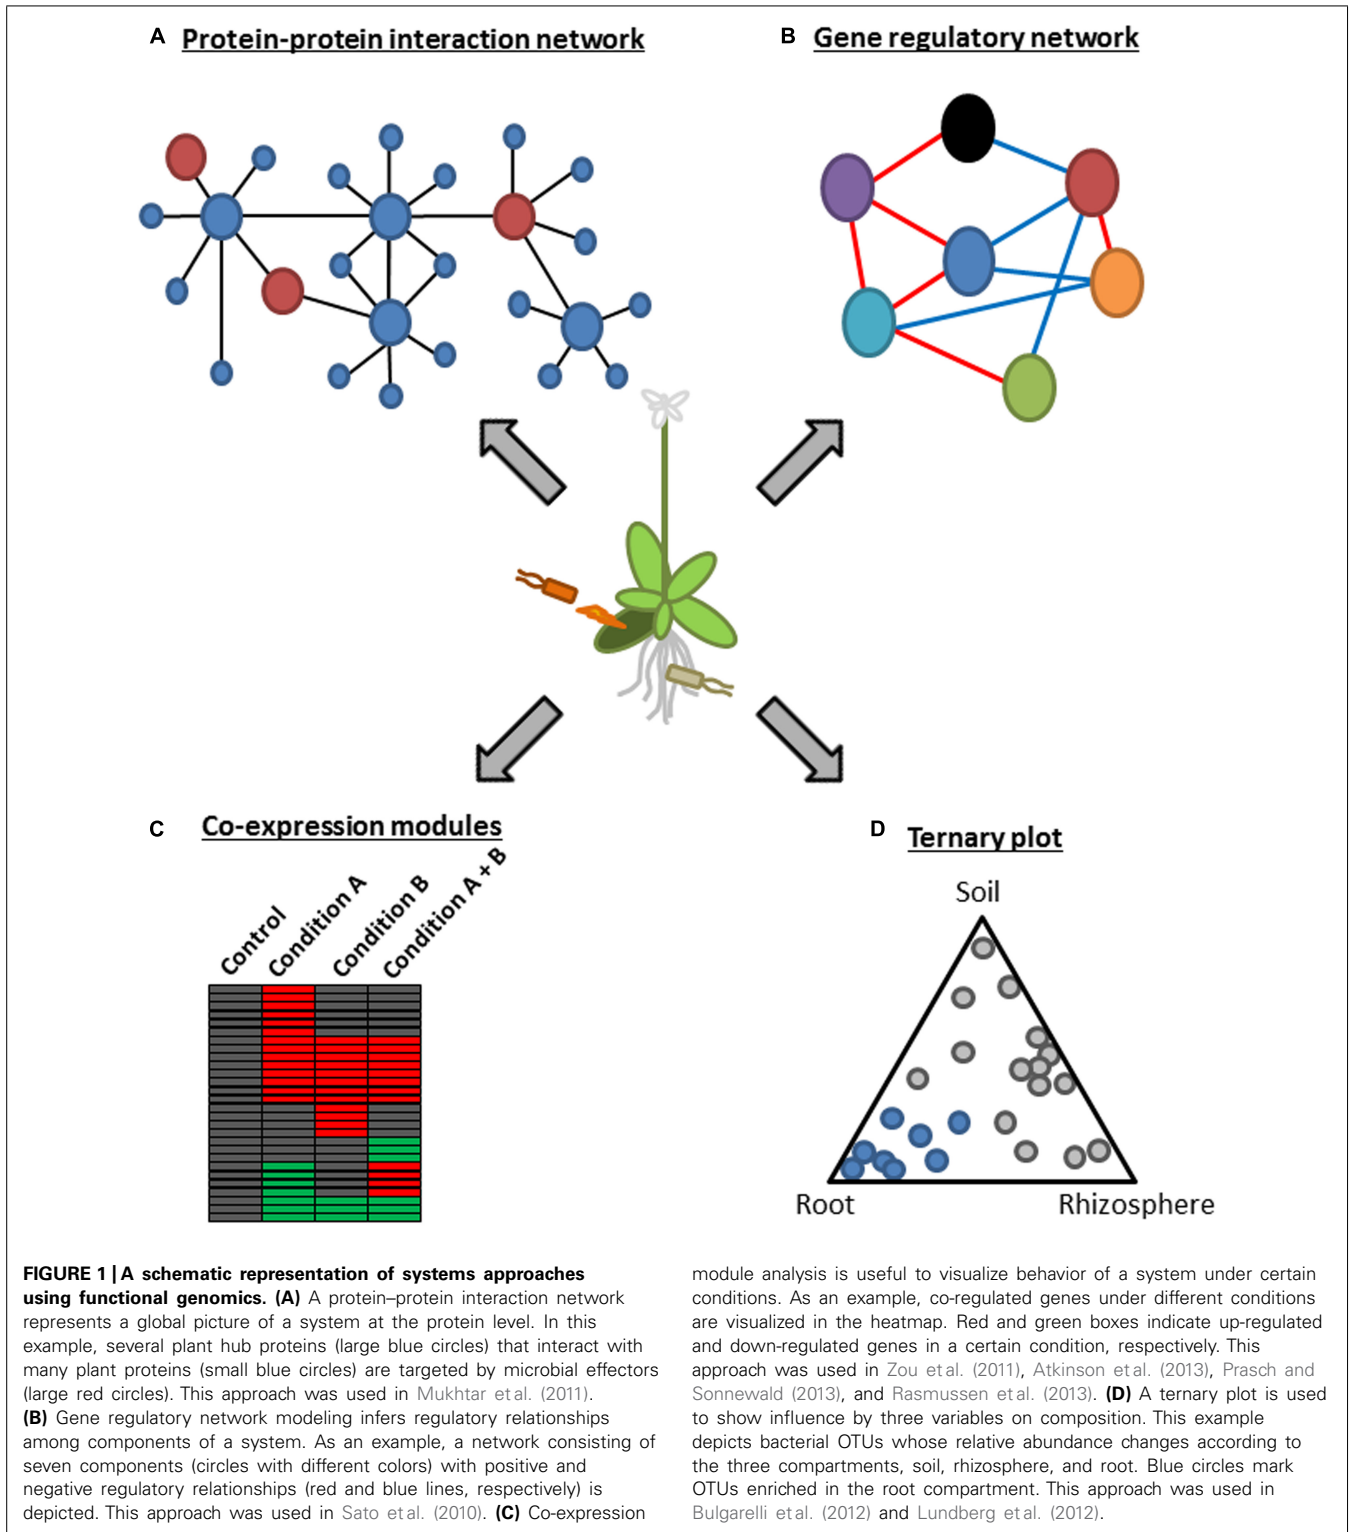 A Protein-protein interaction network
B Gene regulatory network
C Co-expression modules
Control
Condition A
Condition B
Condition A + B
D Ternary plot
Soil
Root
Rhizosphere
FIGURE 1 | A schematic representation of systems approaches
using functional genomics. (A) A protein–protein interaction network
represents a global picture of a system at the protein level. In this
example, several plant hub proteins (large blue circles) that interact with
many plant proteins (small blue circles) are targeted by microbial effectors
(large red circles). This approach was used in Mukhtar et al. (2011).
(B) Gene regulatory network modeling infers regulatory relationships
among components of a system. As an example, a network consisting of
seven components (circles with different colors) with positive and
negative regulatory relationships (red and blue lines, respectively) is
depicted. This approach was used in Sato et al. (2010). (C) Co-expression
module analysis is useful to visualize behavior of a system under certain
conditions. As an example, co-regulated genes under different conditions
are visualized in the heatmap. Red and green boxes indicate up-regulated
and down-regulated genes in a certain condition, respectively. This
approach was used in Zou et al. (2011), Atkinson et al. (2013), Prasch and
Sonnewald (2013), and Rasmussen et al. (2013). (D) A ternary plot is used
to show influence by three variables on composition. This example
depicts bacterial OTUs whose relative abundance changes according to
the three compartments, soil, rhizosphere, and root. Blue circles mark
OTUs enriched in the root compartment. This approach was used in
Bulgarelli et al. (2012) and Lundberg et al. (2012).